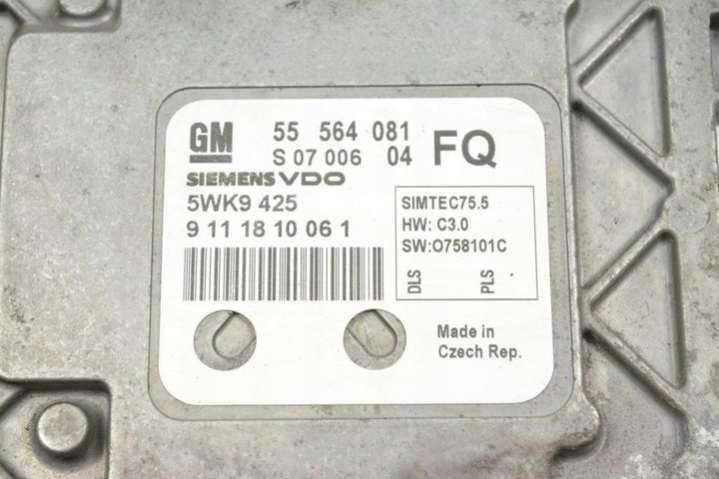 GM 55 564 081 FQ
S 07 006 04
SIEMENS VDO
5WK9 425
9 11 18 10 06 1
SIMTEC75.5
HW: C3.0
SW:O758101C
DLS PLS
Made in
Czech Rep.